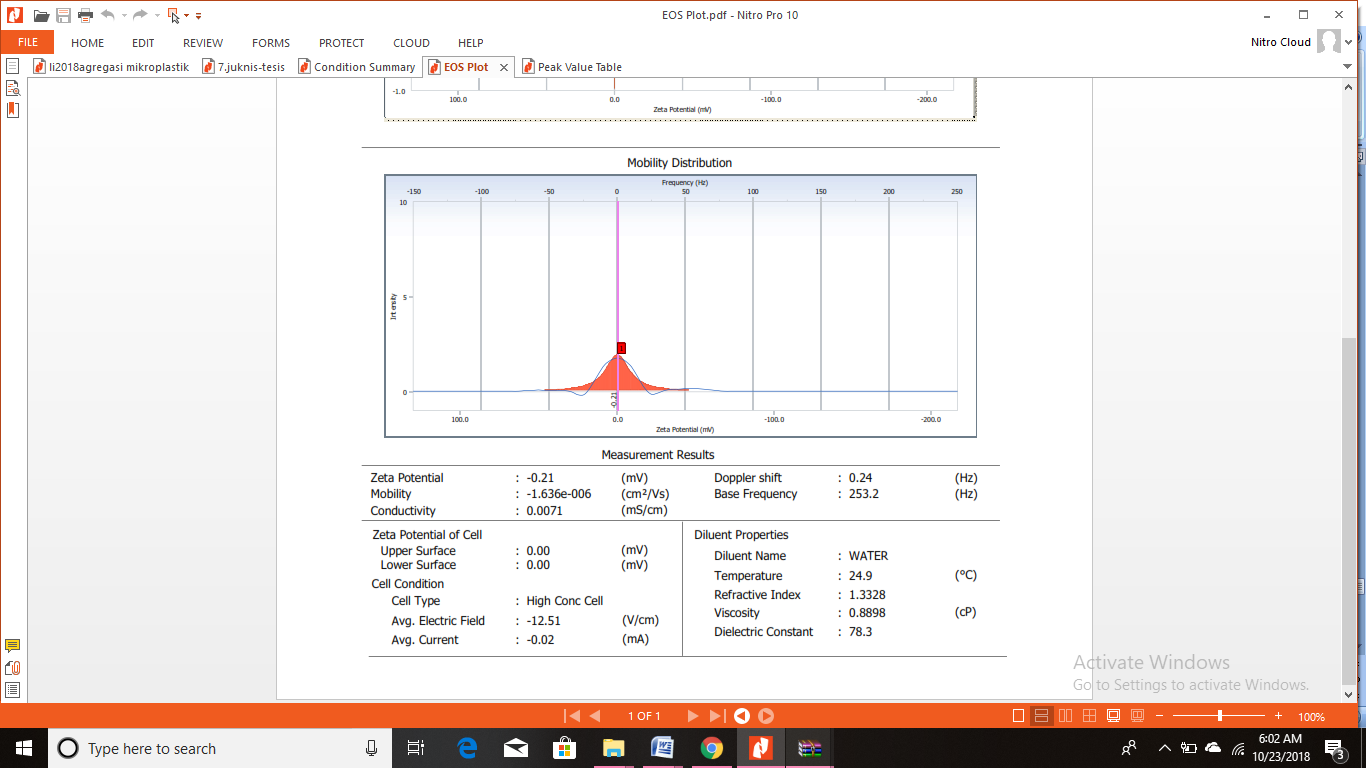 EOS Plot.pdf - Nitro Pro 10
FILE HOME EDIT REVIEW FORMS PROTECT CLOUD HELP Nitro Cloud
li2018agregasi mikroplastik 7.juknis-tesis Condition Summary EOS Plot Peak Value Table
-1.0
100.0 0.0 -100.0 -200.0
Zeta Potential (mV)
Mobility Distribution
Frequency (Hz)
-150 -100 -50 0 50 100 150 200 250
10
5
Intensity
0
-0.21
100.0 0.0 -100.0 -200.0
Zeta Potential (mV)
Measurement Results
Zeta Potential : -0.21 (mV) Doppler shift : 0.24 (Hz)
Mobility : -1.636e-006 (cm²/Vs) Base Frequency : 253.2 (Hz)
Conductivity : 0.0071 (mS/cm)
Zeta Potential of Cell
Upper Surface : 0.00 (mV)
Lower Surface : 0.00 (mV)
Cell Condition
Cell Type : High Conc Cell
Avg. Electric Field : -12.51 (V/cm)
Avg. Current : -0.02 (mA)
Diluent Properties
Diluent Name : WATER
Temperature : 24.9 (°C)
Refractive Index : 1.3328
Viscosity : 0.8898 (cP)
Dielectric Constant : 78.3
Activate Windows
Go to Settings to activate Windows.
1 OF 1 100%
Type here to search
6:02 AM
10/23/2018
3